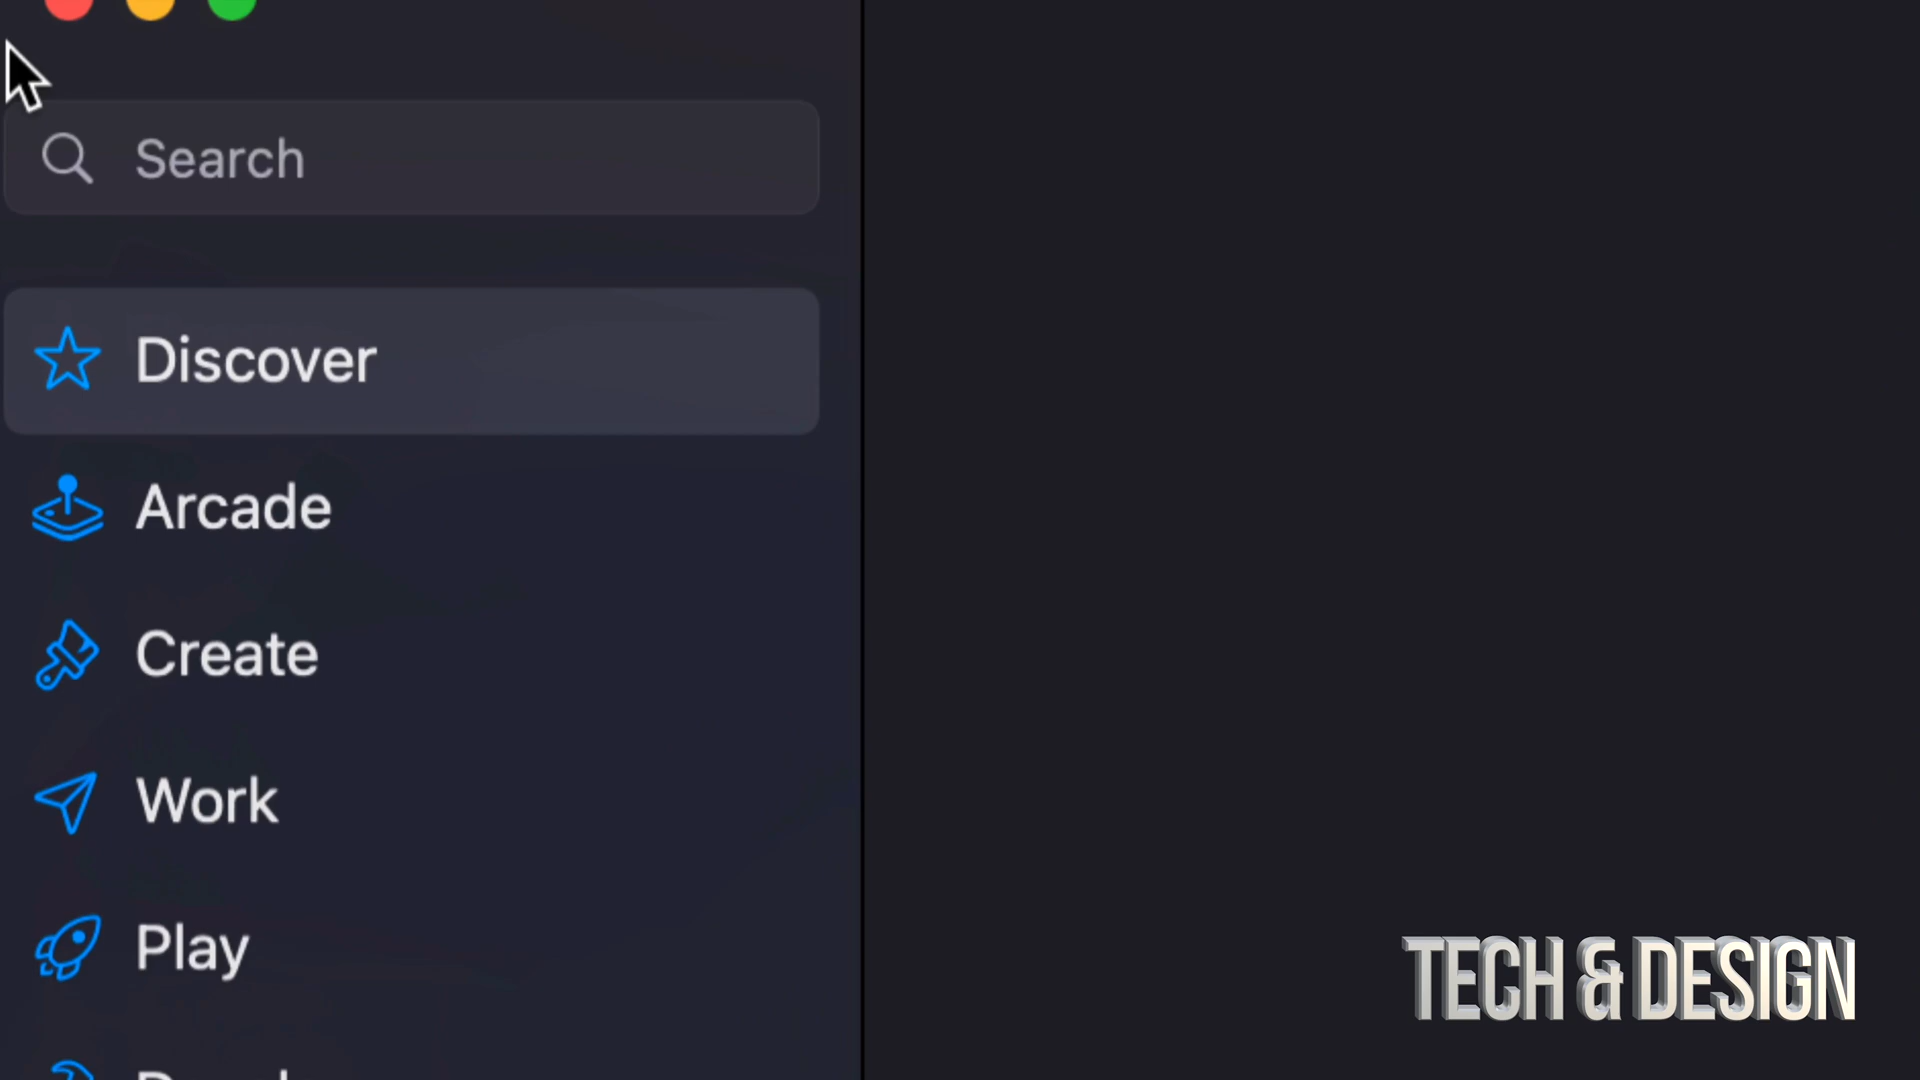 Search
Discover
Arcade
Create
Work
Play
TECH & DESIGN